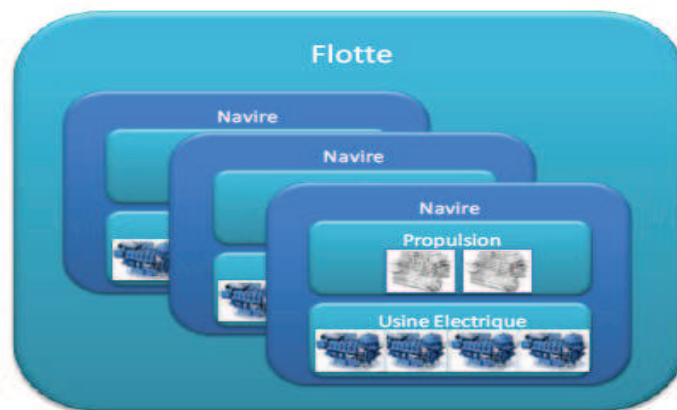 Flotte
Navire
Navire
Navire
Propulsion
Usine Electrique